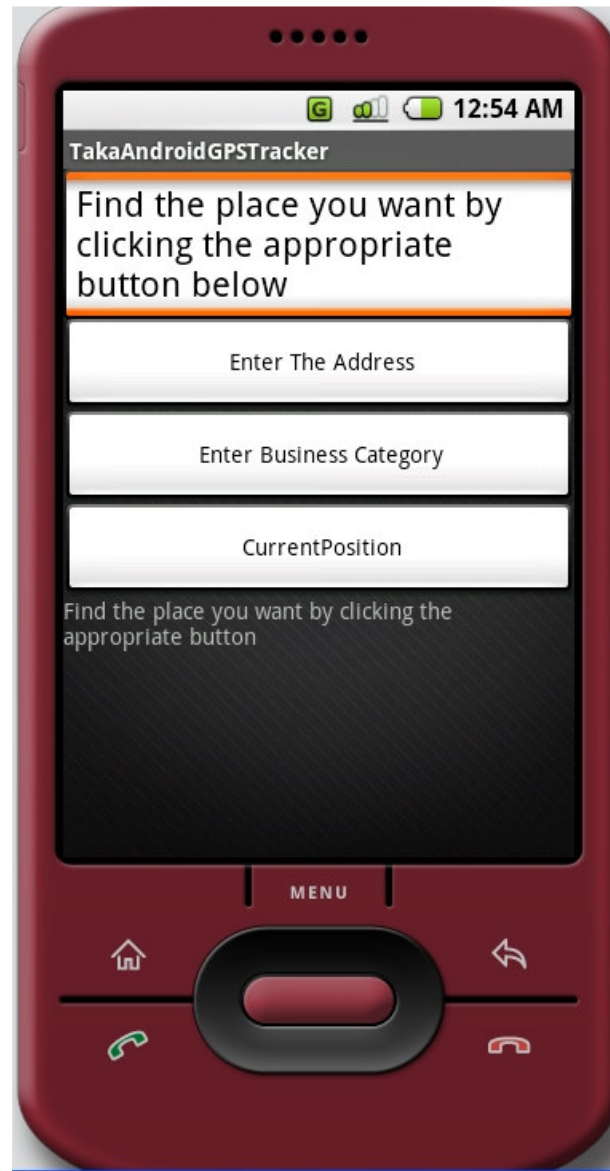 G 12:54 AM
TakaAndroidGPSTracker
Find the place you want by
clicking the appropriate
button below
Enter The Address
Enter Business Category
CurrentPosition
Find the place you want by clicking the
appropriate button
MENU